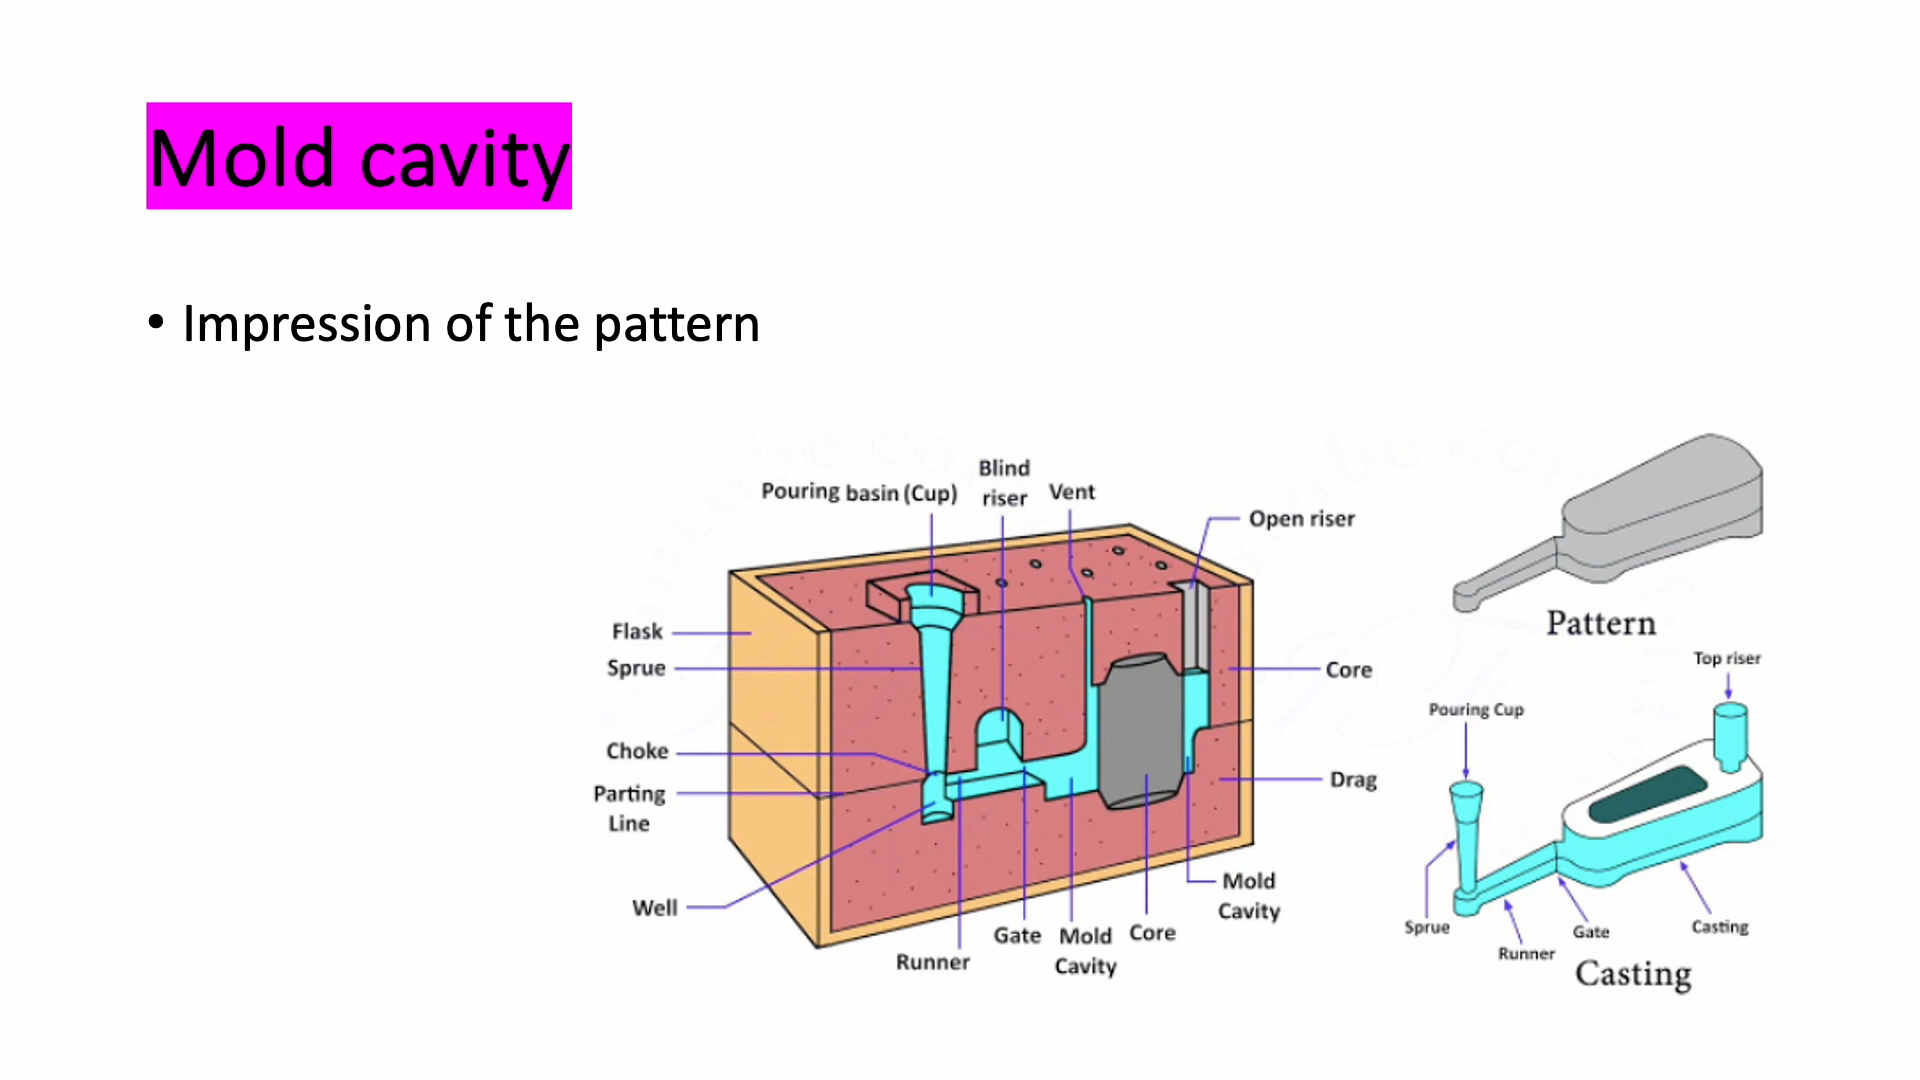 Mold cavity
• Impression of the pattern
Blind
riser
Pouring basin (Cup)
Vent
Open riser
Flask
Sprue
Core
Choke
Parting
Line
Drag
Well
Mold
Cavity
Gate
Mold
Cavity
Core
Runner
Pattern
Top riser
Pouring Cup
Sprue
Runner
Gate
Casting
Casting